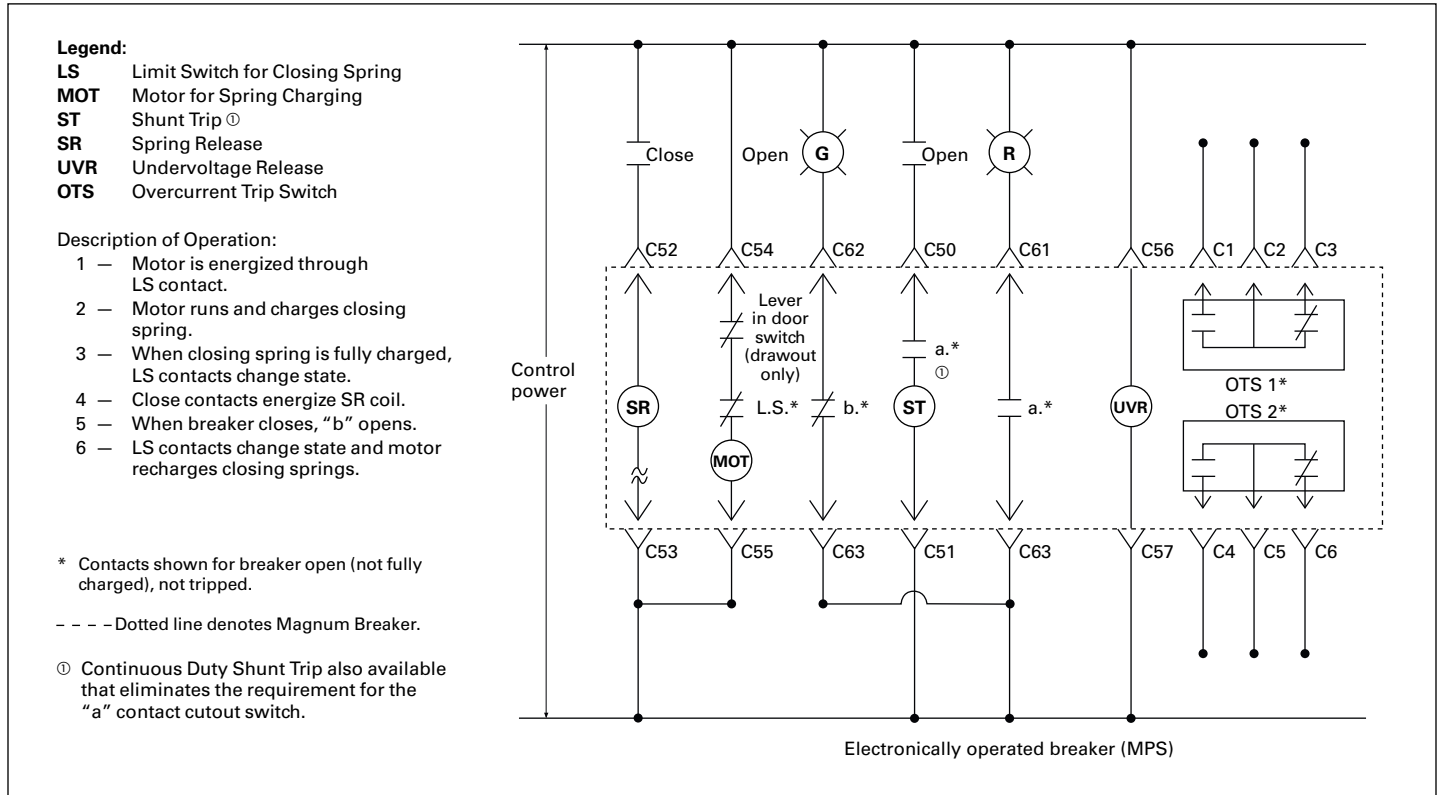 Legend:
LS Limit Switch for Closing Spring
MOT Motor for Spring Charging
ST Shunt Trip ①
SR Spring Release
UVR Undervoltage Release
OTS Overcurrent Trip Switch
Description of Operation:
1 — Motor is energized through
LS contact.
2 — Motor runs and charges closing
spring.
3 — When closing spring is fully charged,
LS contacts change state.
4 — Close contacts energize SR coil.
5 — When breaker closes, “b” opens.
6 — LS contacts change state and motor
recharges closing springs.
* Contacts shown for breaker open (not fully
charged), not tripped.
– – – – Dotted line denotes Magnum Breaker.
① Continuous Duty Shunt Trip also available
that eliminates the requirement for the
“a” contact cutout switch.
Control
power
Close
Open G
Open R
C52 C54 C62 C50 C61 C56 C1 C2 C3
Lever
in door
switch
(drawout
only)
a.*
①
SR
L.S.*
b.*
ST
a.*
UVR
MOT
OTS 1*
OTS 2*
C53 C55 C63 C51 C63 C57 C4 C5 C6
Electronically operated breaker (MPS)